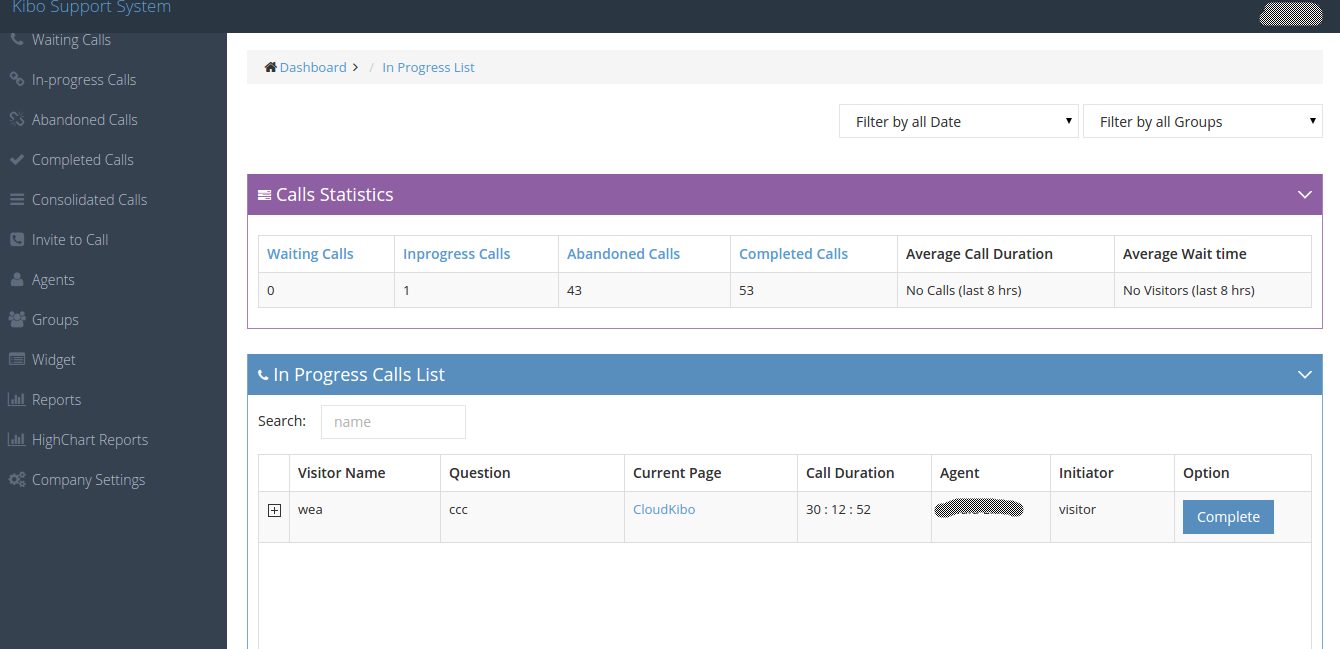 Kibo Support System
Waiting Calls
In-progress Calls
Abandoned Calls
Completed Calls
Consolidated Calls
Invite to Call
Agents
Groups
Widget
Reports
HighChart Reports
Company Settings
Dashboard / In Progress List
Filter by all Date Filter by all Groups
Calls Statistics
Waiting Calls Inprogress Calls Abandoned Calls Completed Calls Average Call Duration Average Wait time
0 1 43 53 No Calls (last 8 hrs) No Visitors (last 8 hrs)
In Progress Calls List
Search: name
Visitor Name Question Current Page Call Duration Agent Initiator Option
wea ccc CloudKibo 30 : 12 : 52 visitor Complete